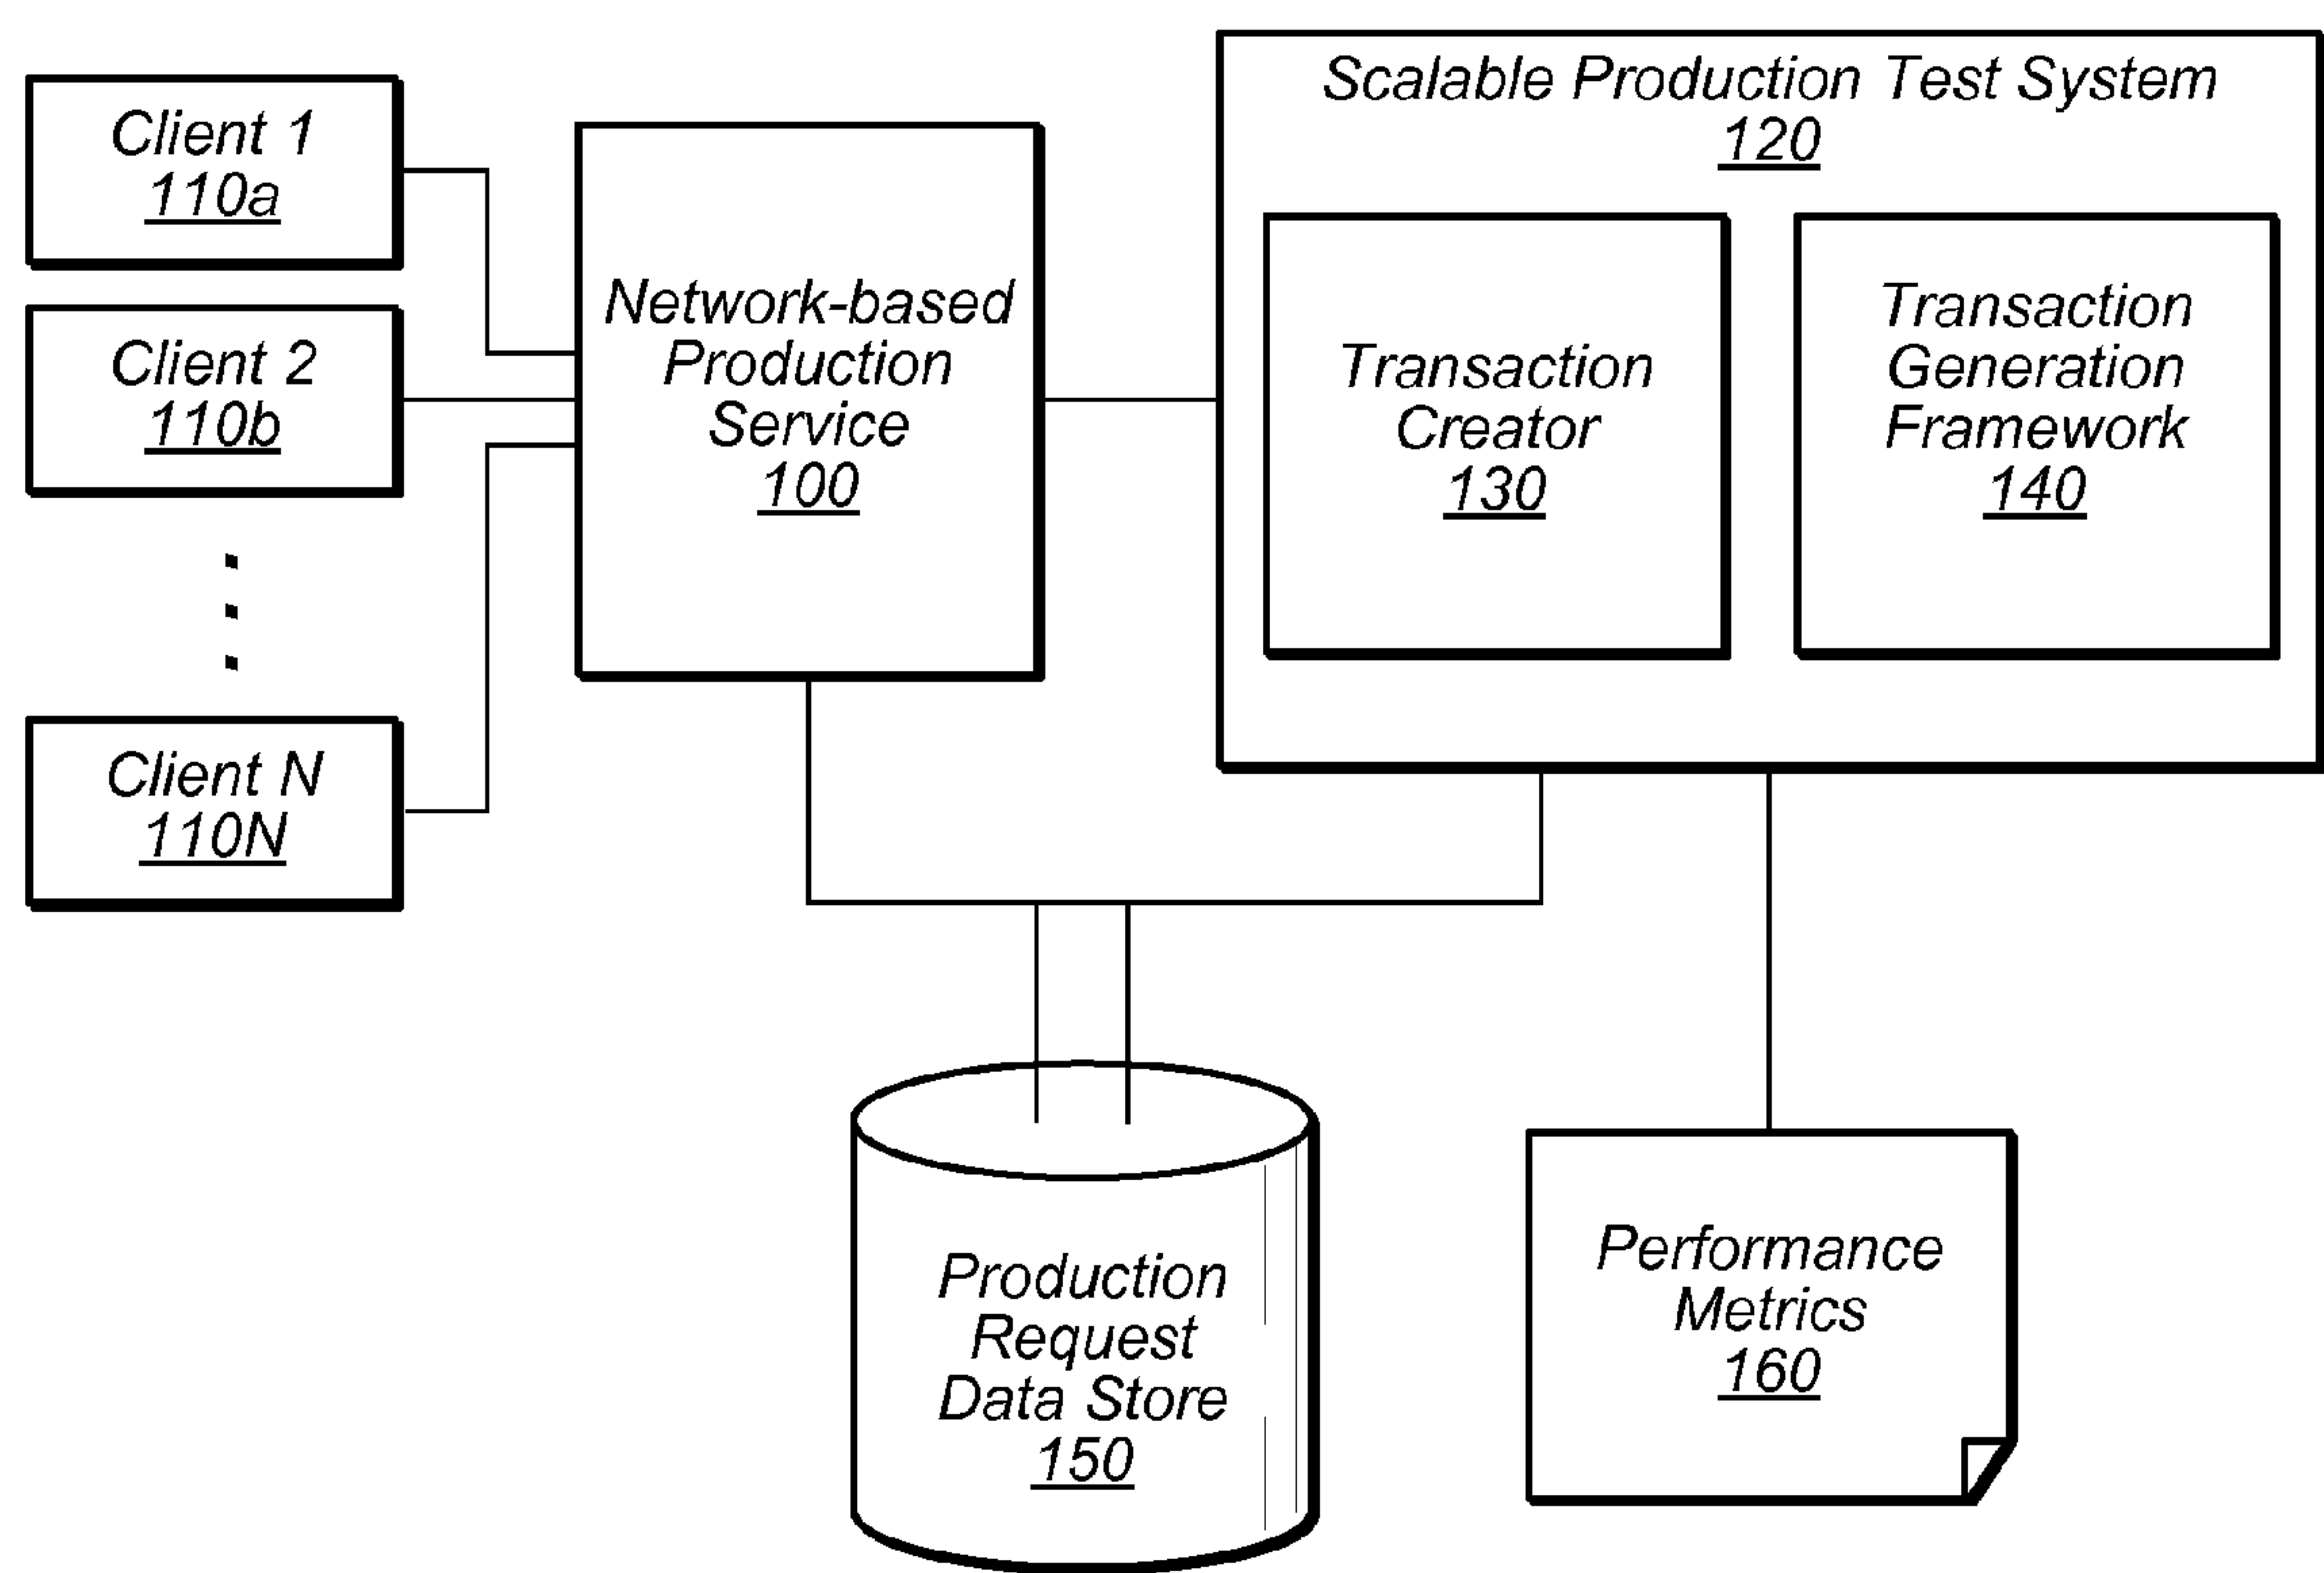 Client 1
110a
Client 2
110b
Client N
110N
Network-based
Production
Service
100
Scalable Production Test System
120
Transaction
Creator
130
Transaction
Generation
Framework
140
Production
Request
Data Store
150
Performance
Metrics
160